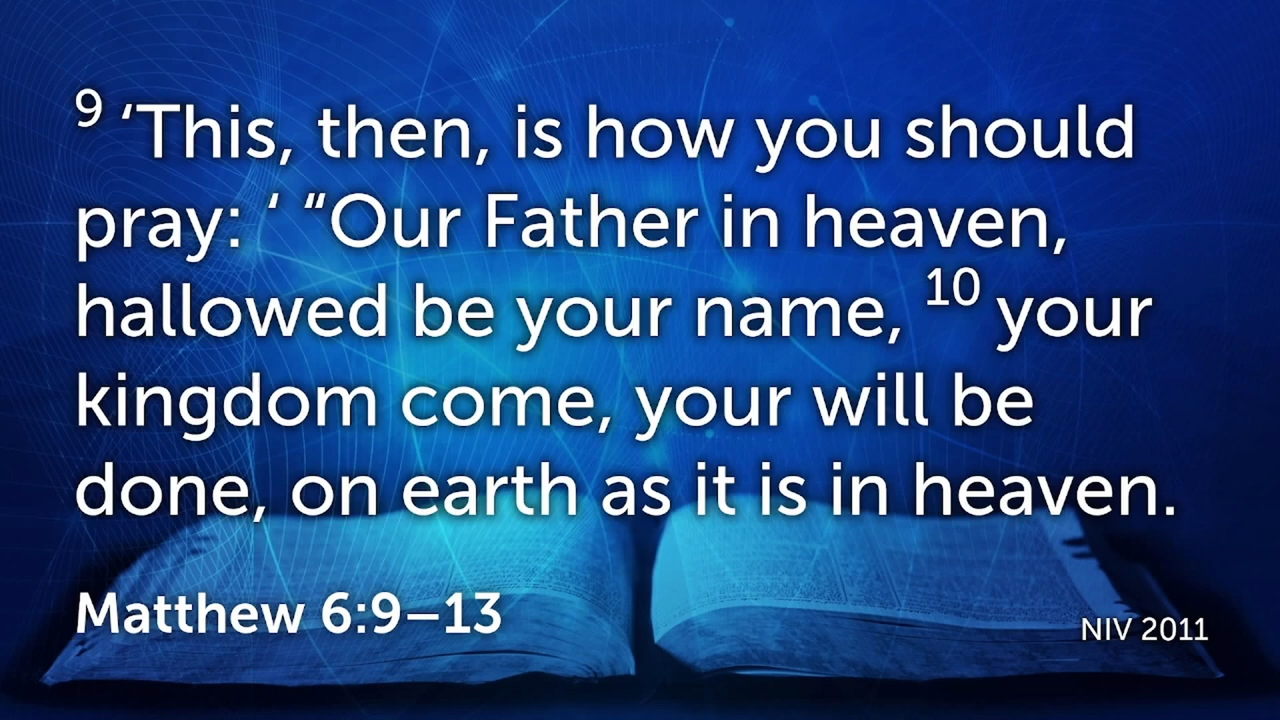 9 ‘This, then, is how you should
pray: ‘ “Our Father in heaven,
hallowed be your name, 10 your
kingdom come, your will be
done, on earth as it is in heaven.
Matthew 6:9–13
NIV 2011